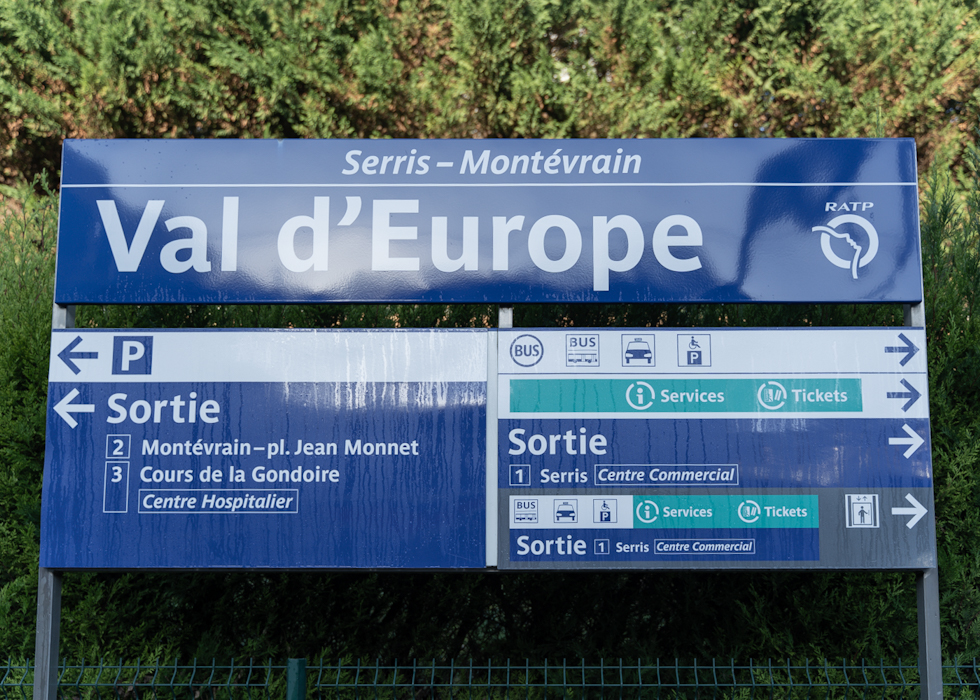 Serris – Montévrain
Val d'Europe
RATP
P
Sortie
2 Montévrain – pl. Jean Monnet
3 Cours de la Gondoire
Centre Hospitalier
BUS BUS P
i Services Tickets
Sortie
1 Serris Centre Commercial
BUS P i Services Tickets
Sortie 1 Serris Centre Commercial